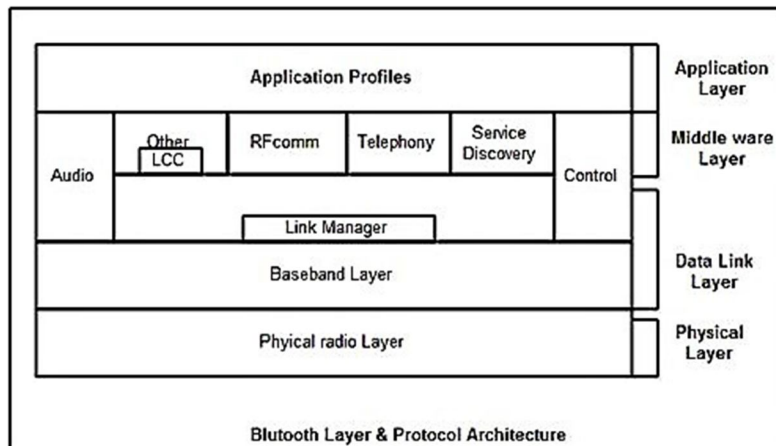 Application Profiles
Application
Layer
Audio
Other
LCC
RFcomm
Telephony
Service
Discovery
Control
Middle ware
Layer
Link Manager
Baseband Layer
Data Link
Layer
Phyical radio Layer
Physical
Layer
Blutooth Layer & Protocol Architecture